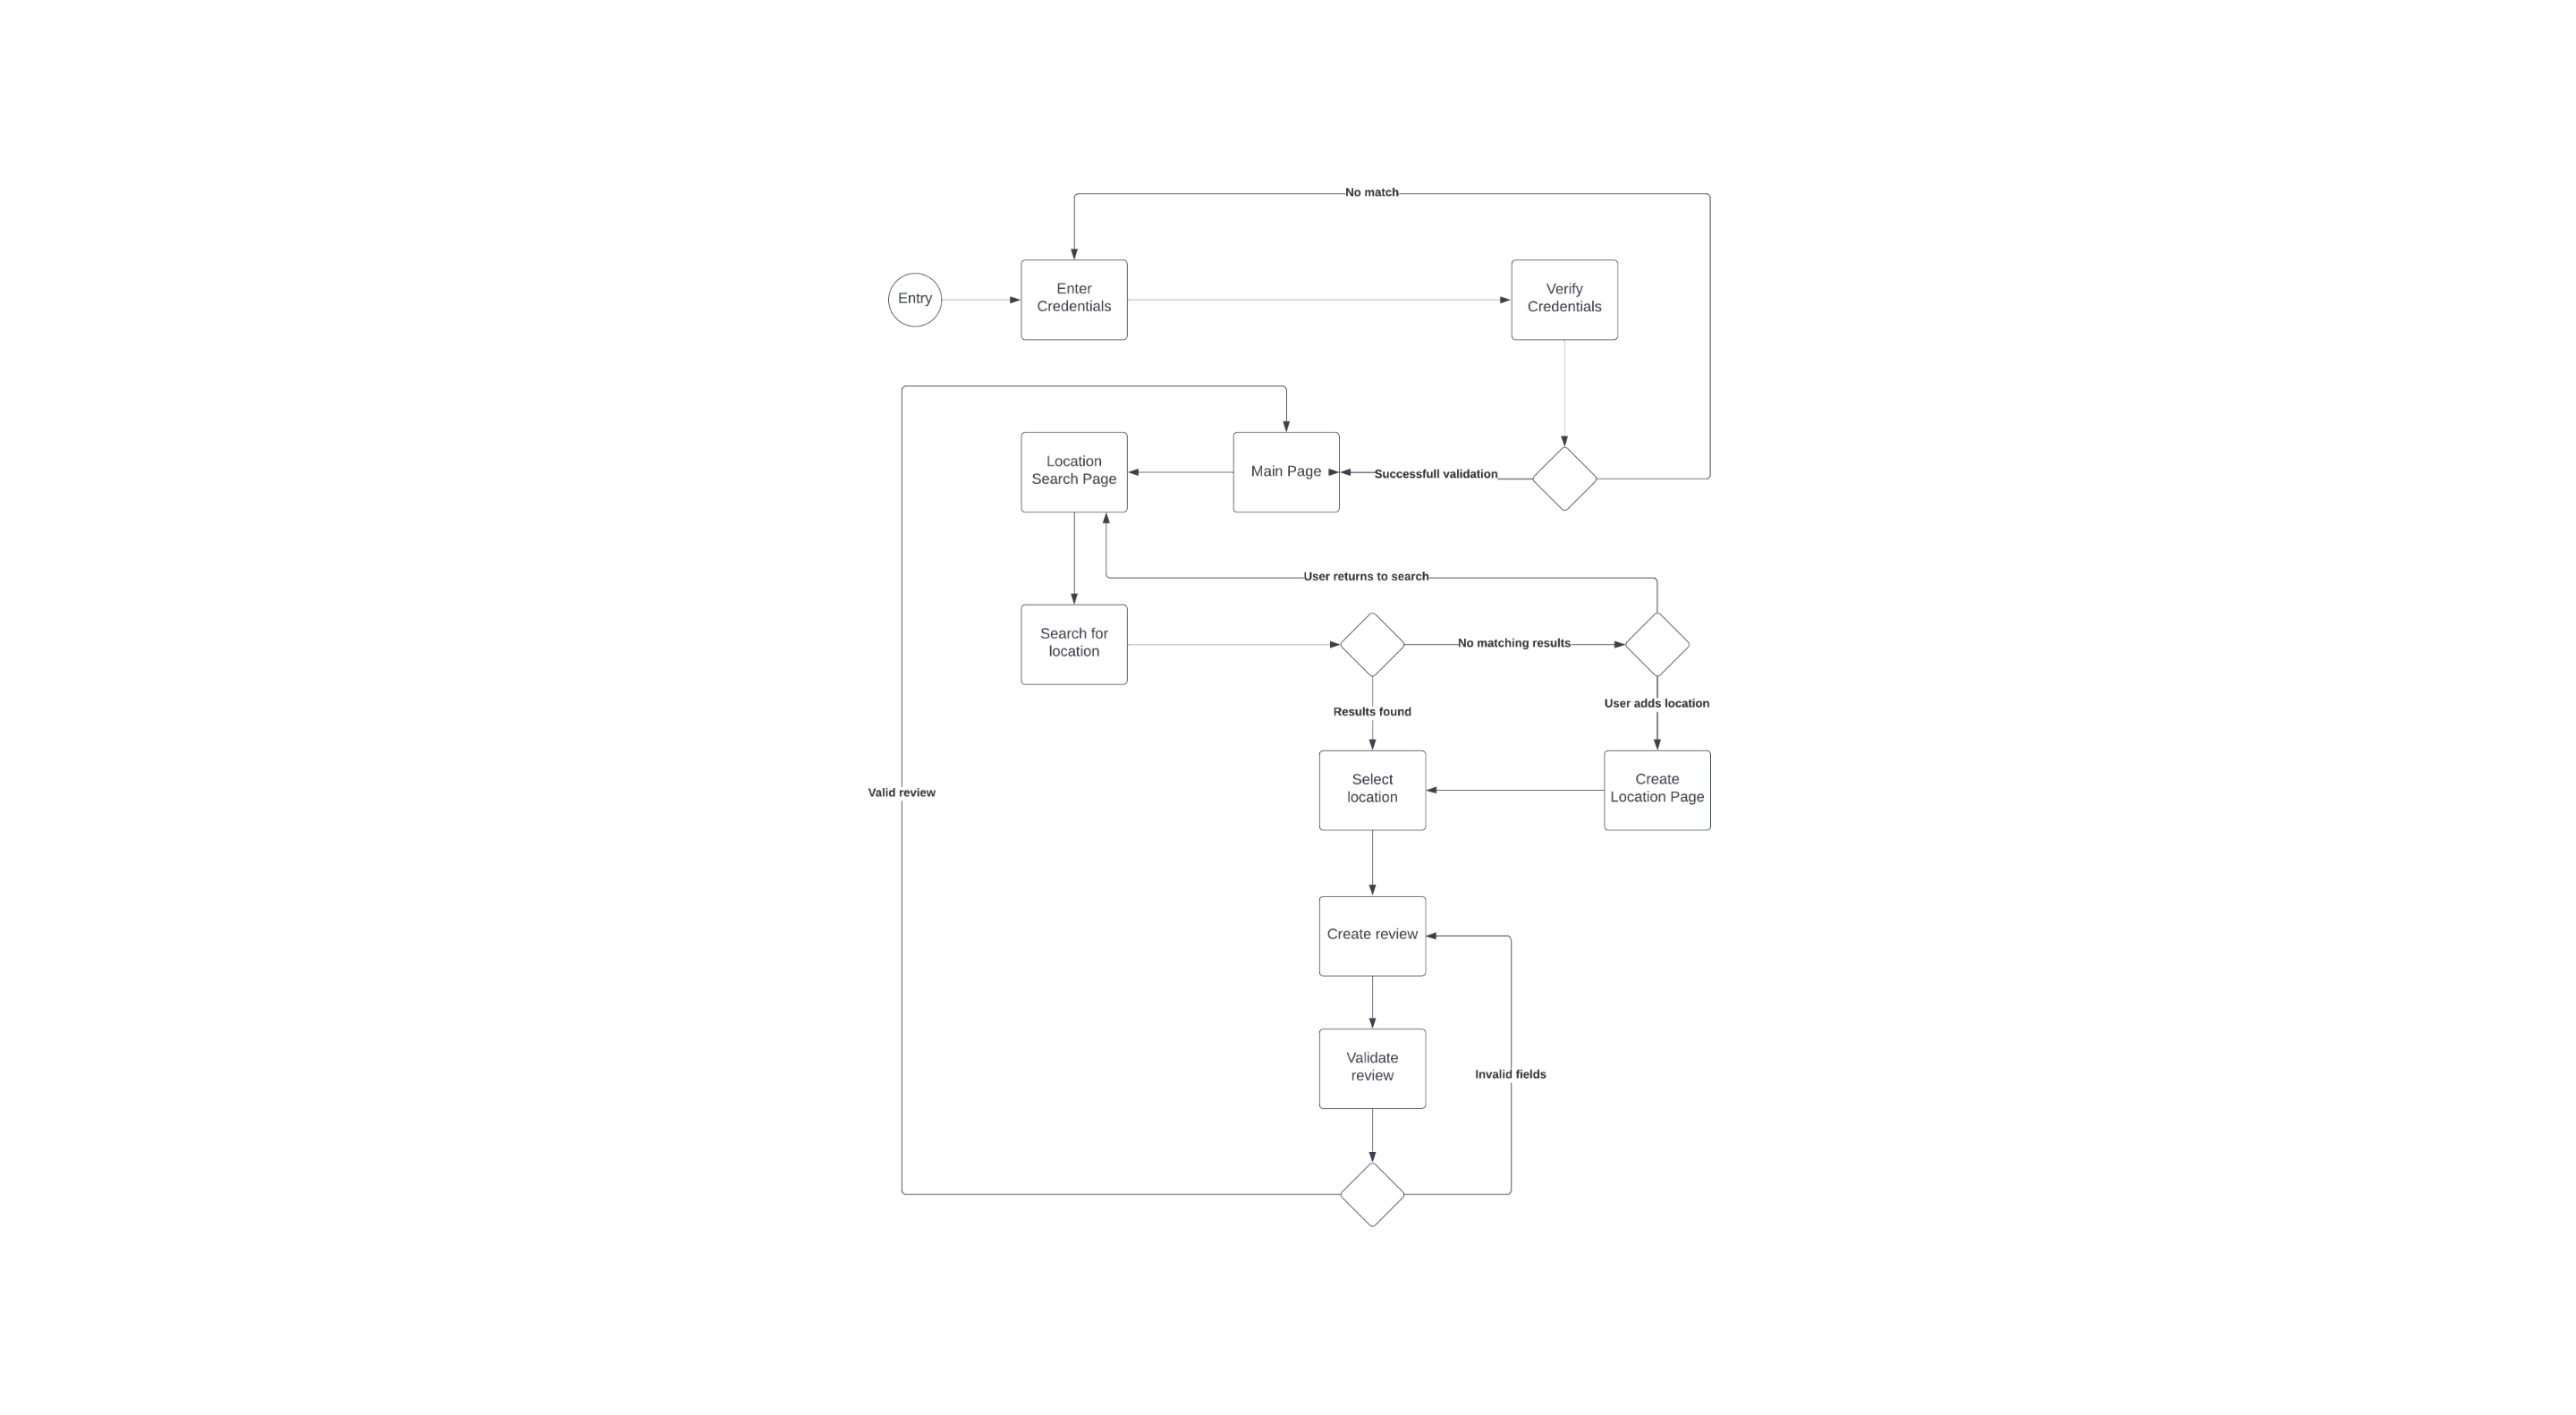 No match
Entry
Enter
Credentials
Verify
Credentials
Location
Search Page
Main Page
Successfull validation
User returns to search
Search for
location
No matching results
Results found
User adds location
Select
location
Create
Location Page
Valid review
Create review
Validate
review
Invalid fields